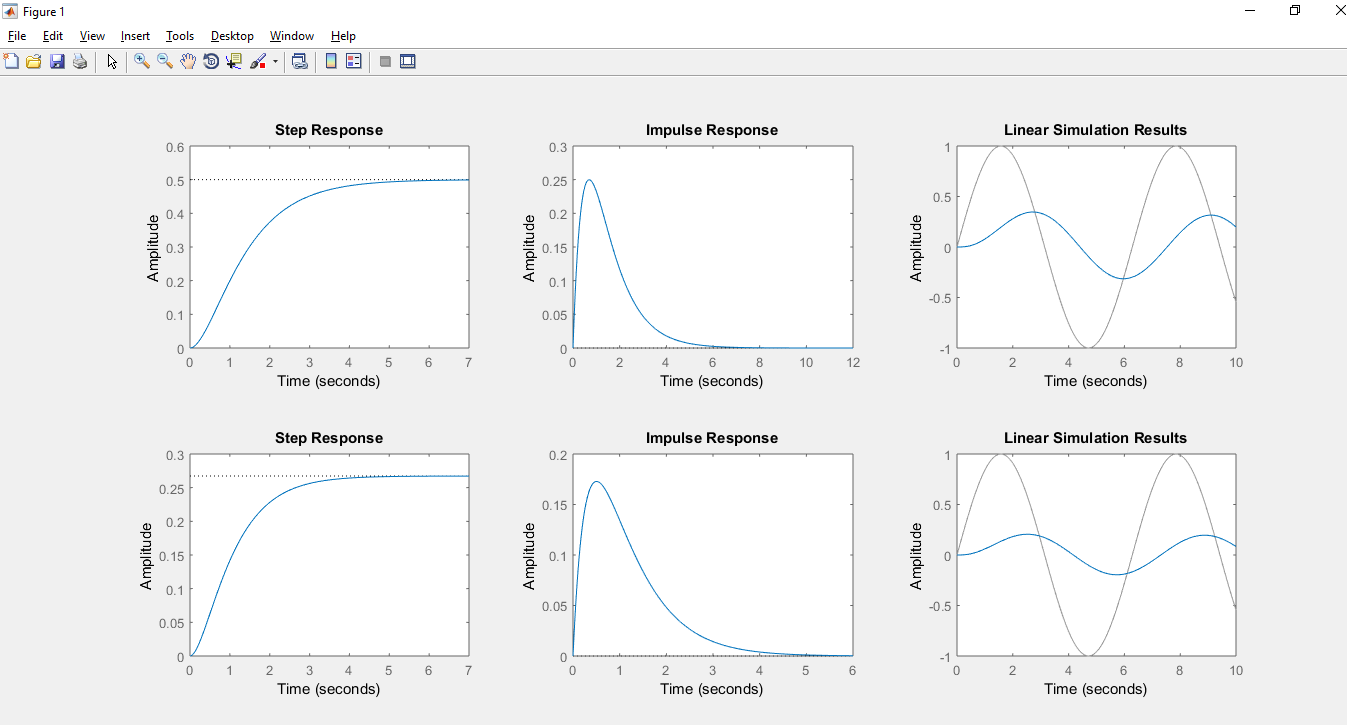 Figure 1
File Edit View Insert Tools Desktop Window Help
Step Response
Amplitude
0.6
0.5
0.4
0.3
0.2
0.1
0
0 1 2 3 4 5 6 7
Time (seconds)
Impulse Response
Amplitude
0.3
0.25
0.2
0.15
0.1
0.05
0
0 2 4 6 8 10 12
Time (seconds)
Linear Simulation Results
Amplitude
1
0.5
0
-0.5
-1
0 2 4 6 8 10
Time (seconds)
Step Response
Amplitude
0.3
0.25
0.2
0.15
0.1
0.05
0
0 1 2 3 4 5 6 7
Time (seconds)
Impulse Response
Amplitude
0.2
0.15
0.1
0.05
0
0 1 2 3 4 5 6
Time (seconds)
Linear Simulation Results
Amplitude
1
0.5
0
-0.5
-1
0 2 4 6 8 10
Time (seconds)